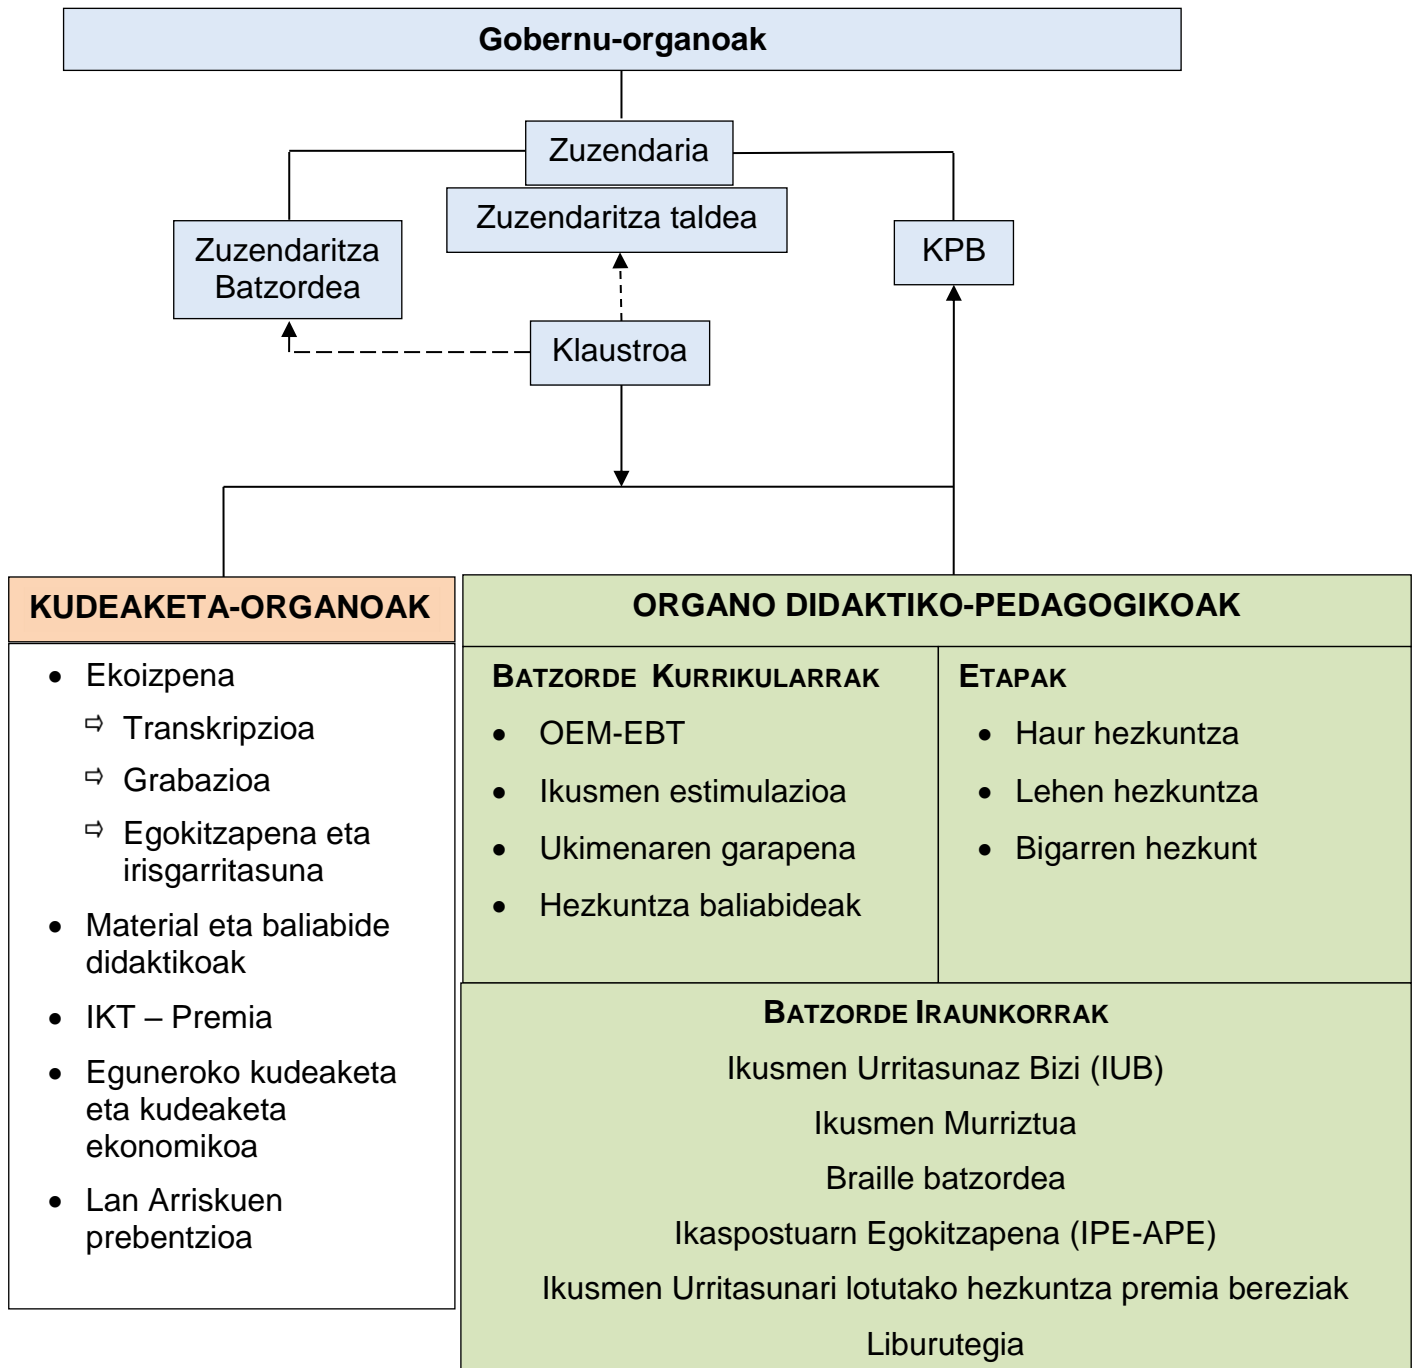 Gobernu-organoak
Zuzendaria
Zuzendaritza taldea
Zuzendaritza
Batzordea
KPB
Klaustroa
KUDEAKETA-ORGANOAK
• Ekoizpena
⇨ Transkripzioa
⇨ Grabazioa
⇨ Egokitzapena eta
irisgarritasuna
• Material eta baliabide
didaktikoak
• IKT – Premia
• Eguneroko kudeaketa
eta kudeaketa
ekonomikoa
• Lan Arriskuen
prebentzioa
ORGANO DIDAKTIKO-PEDAGOGIKOAK
BATZORDE KURRIKULARRAK
• OEM-EBT
• Ikusmen estimulazioa
• Ukimenaren garapena
• Hezkuntza baliabideak
ETAPAK
• Haur hezkuntza
• Lehen hezkuntza
• Bigarren hezkunt
BATZORDE IRAUNKORRAK
Ikusmen Urritasunaz Bizi (IUB)
Ikusmen Murriztua
Braille batzordea
Ikaspostuarn Egokitzapena (IPE-APE)
Ikusmen Urritasunari lotutako hezkuntza premia bereziak
Liburutegia